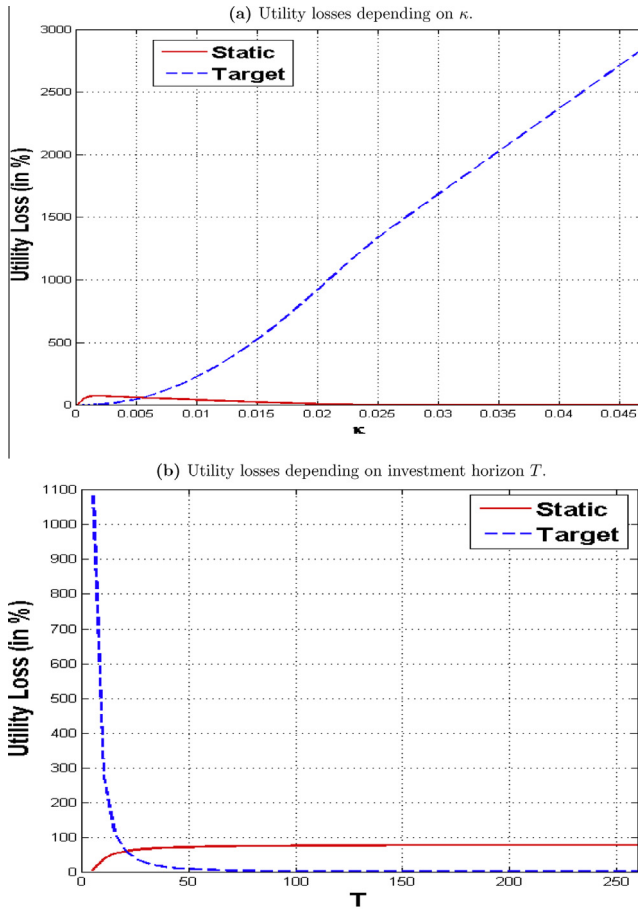 (a) Utility losses depending on κ.
3000
2500
2000
1500
1000
500
0
Utility Loss (in %)
Static
Target
0 0.005 0.01 0.015 0.02 0.025 0.03 0.035 0.04 0.045
κ
(b) Utility losses depending on investment horizon T.
1100
1000
900
800
700
600
500
400
300
200
100
0
Utility Loss (in %)
Static
Target
0 50 100 150 200 250
T